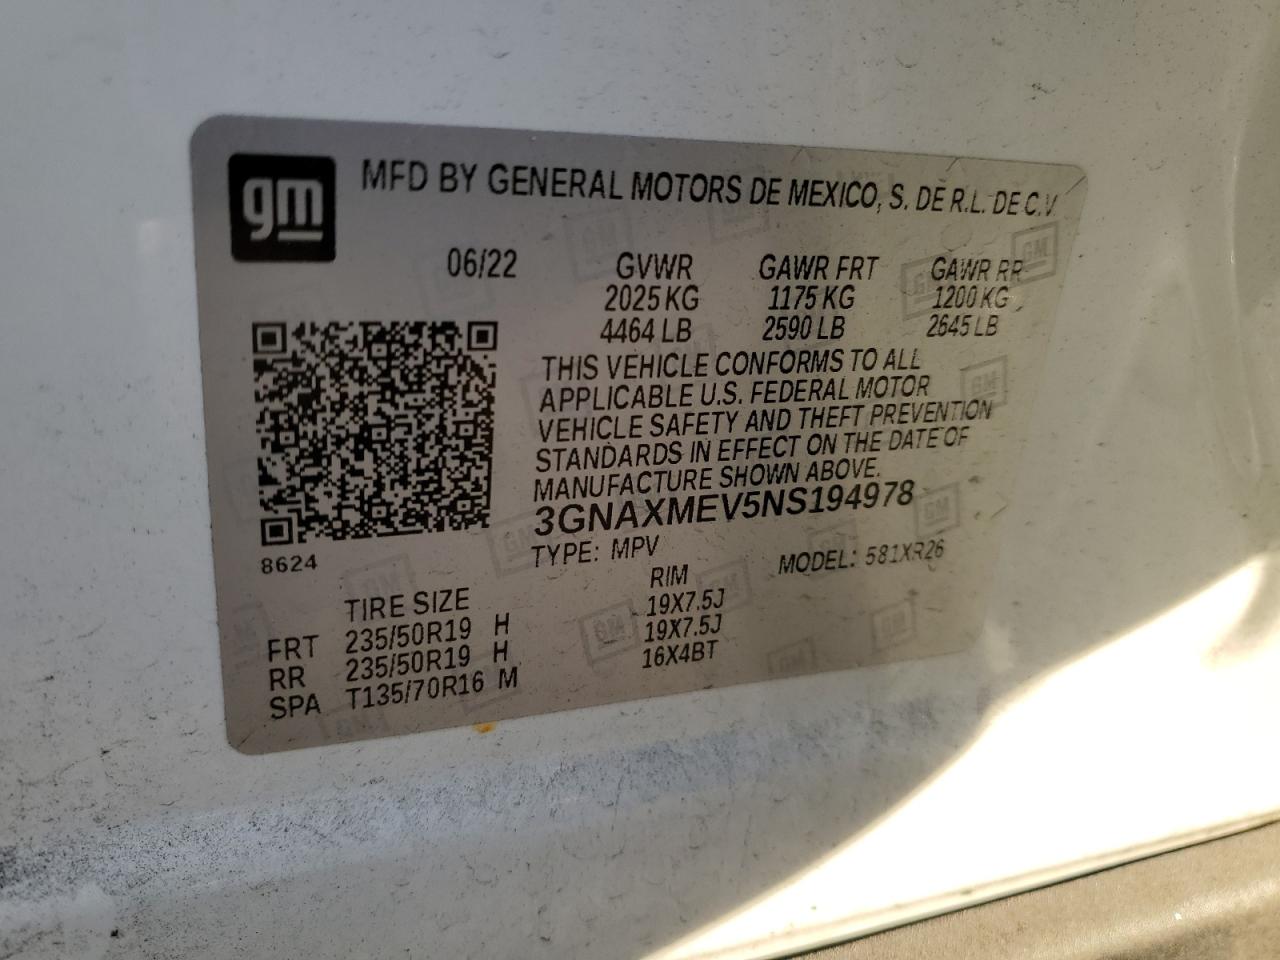 gm
MFD BY GENERAL MOTORS DE MEXICO, S. DE R.L. DE C.V
06/22 GVWR GAWR FRT GAWR RR
2025 KG 1175 KG 1200 KG
4464 LB 2590 LB 2645 LB
THIS VEHICLE CONFORMS TO ALL
APPLICABLE U.S. FEDERAL MOTOR
VEHICLE SAFETY AND THEFT PREVENTION
STANDARDS IN EFFECT ON THE DATE OF
MANUFACTURE SHOWN ABOVE.
3GNAXMEV5NS194978
8624
TYPE: MPV MODEL: 581XR26
TIRE SIZE RIM
FRT 235/50R19 H 19X7.5J
RR 235/50R19 H 19X7.5J
SPA T135/70R16 M 16X4BT